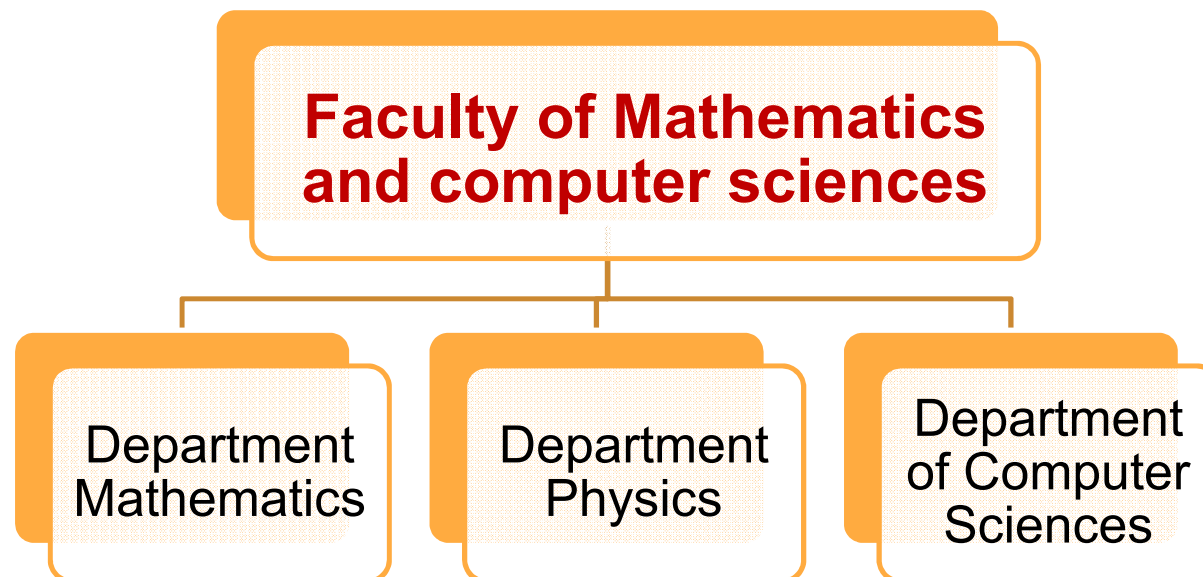 Faculty of Mathematics
and computer sciences
Department
Mathematics
Department
Physics
Department
of Computer
Sciences